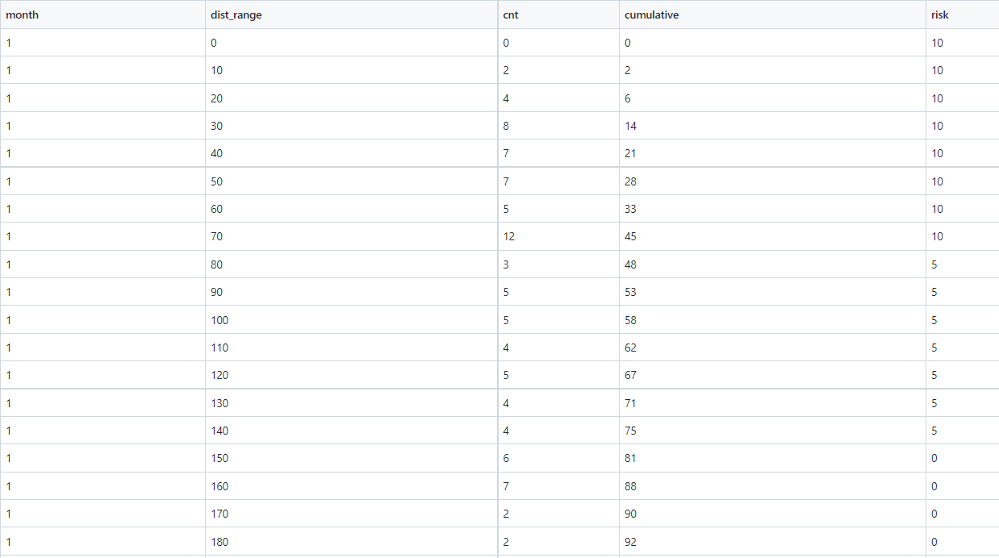 month dist_range cnt cumulative risk
1 0 0 0 10
1 10 2 2 10
1 20 4 6 10
1 30 8 14 10
1 40 7 21 10
1 50 7 28 10
1 60 5 33 10
1 70 12 45 10
1 80 3 48 5
1 90 5 53 5
1 100 5 58 5
1 110 4 62 5
1 120 5 67 5
1 130 4 71 5
1 140 4 75 5
1 150 6 81 0
1 160 7 88 0
1 170 2 90 0
1 180 2 92 0